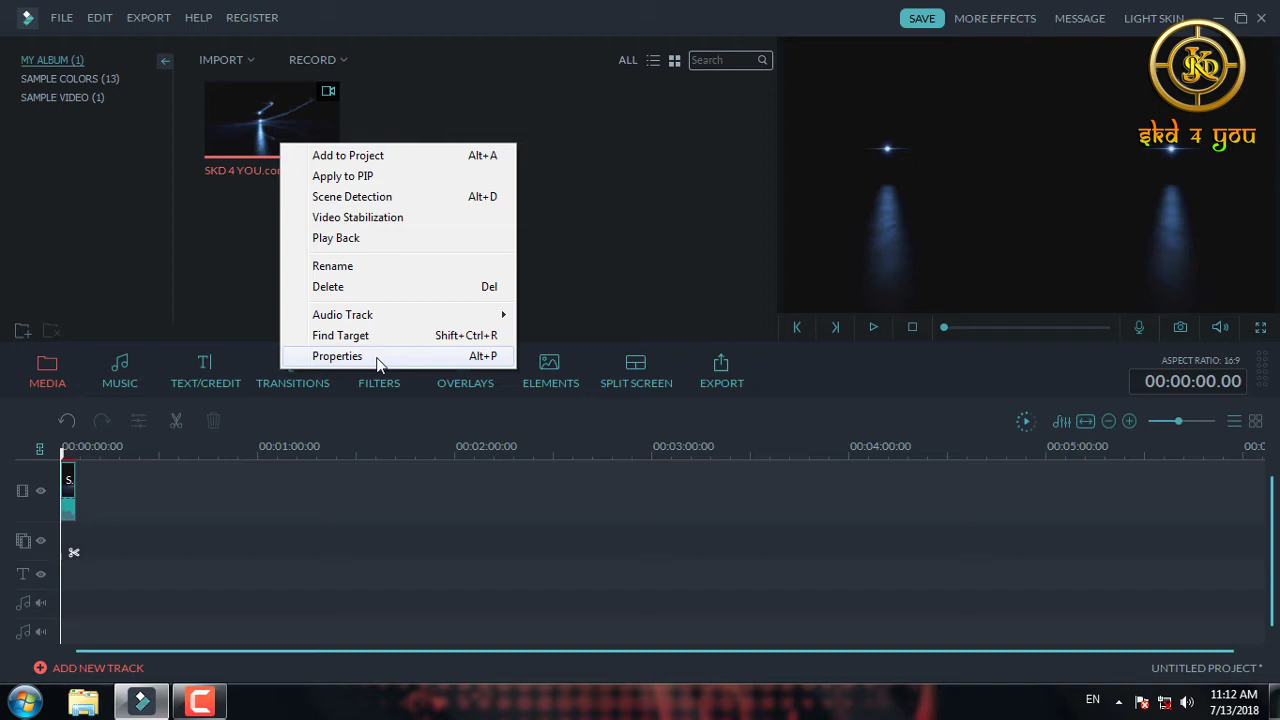 FILE EDIT EXPORT HELP REGISTER SAVE MORE EFFECTS MESSAGE LIGHT SKIN
MY ALBUM (1)
SAMPLE COLORS (13)
SAMPLE VIDEO (1)
IMPORT RECORD ALL Search
SKD 4 YOU.co
SKD
SKD 4 YOU
Add to Project Alt+A
Apply to PIP
Scene Detection Alt+D
Video Stabilization
Play Back
Rename
Delete Del
Audio Track
Find Target Shift+Ctrl+R
Properties Alt+P
MEDIA MUSIC TEXT/CREDIT TRANSITIONS FILTERS OVERLAYS ELEMENTS SPLIT SCREEN EXPORT
ASPECT RATIO: 16:9
00:00:00.00
00:00:00:00 00:01:00:00 00:02:00:00 00:03:00:00 00:04:00:00 00:05:00:00 00:0
S.
T
ADD NEW TRACK UNTITLED PROJECT *
EN 11:12 AM
7/13/2018